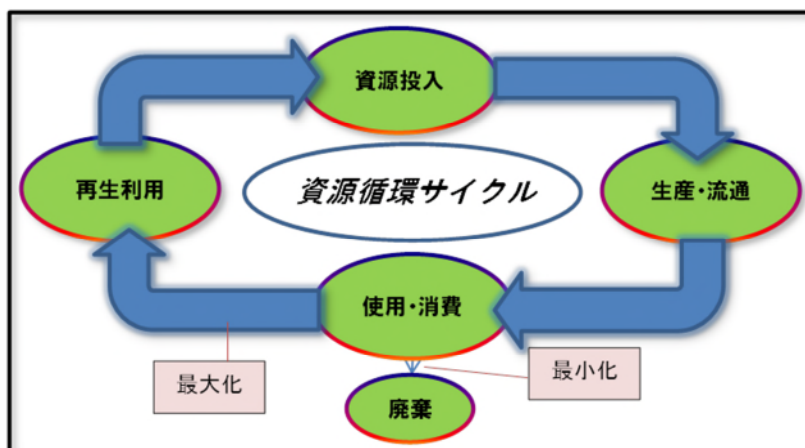 資源投入
再生利用
資源循環サイクル
生産・流通
使用・消費
最大化
最小化
廃棄